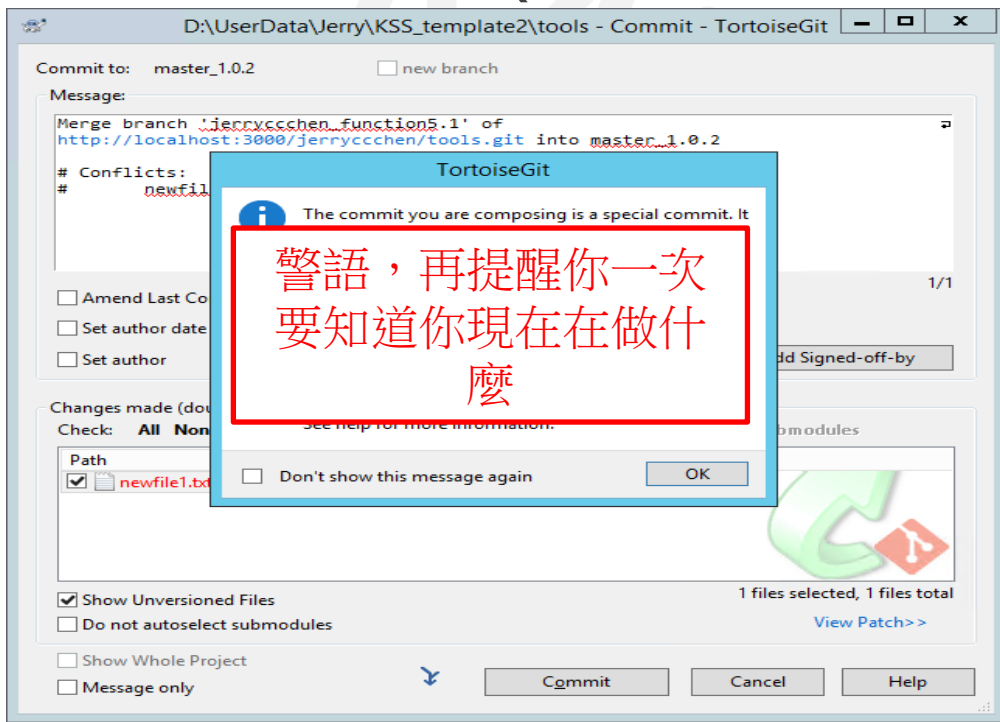 D:\UserData\Jerry\KSS_template2\tools - Commit - TortoiseGit
Commit to: master_1.0.2 new branch
Message:
Merge branch 'jerryccchen_function5.1' of
http://localhost:3000/jerryccchen/tools.git into master_1.0.2
# Conflicts:
# newfil
TortoiseGit
The commit you are composing is a special commit. It
警語，再提醒你一次
要知道你現在在做什
麼
See help for more information.
Don't show this message again OK
1/1
Amend Last Co
Set author date
Set author dd Signed-off-by
Changes made (dou
Check: All Non bmodules
Path
newfile1.txt
1 files selected, 1 files total
Show Unversioned Files
Do not autoselect submodules View Patch>>
Show Whole Project
Message only Commit Cancel Help